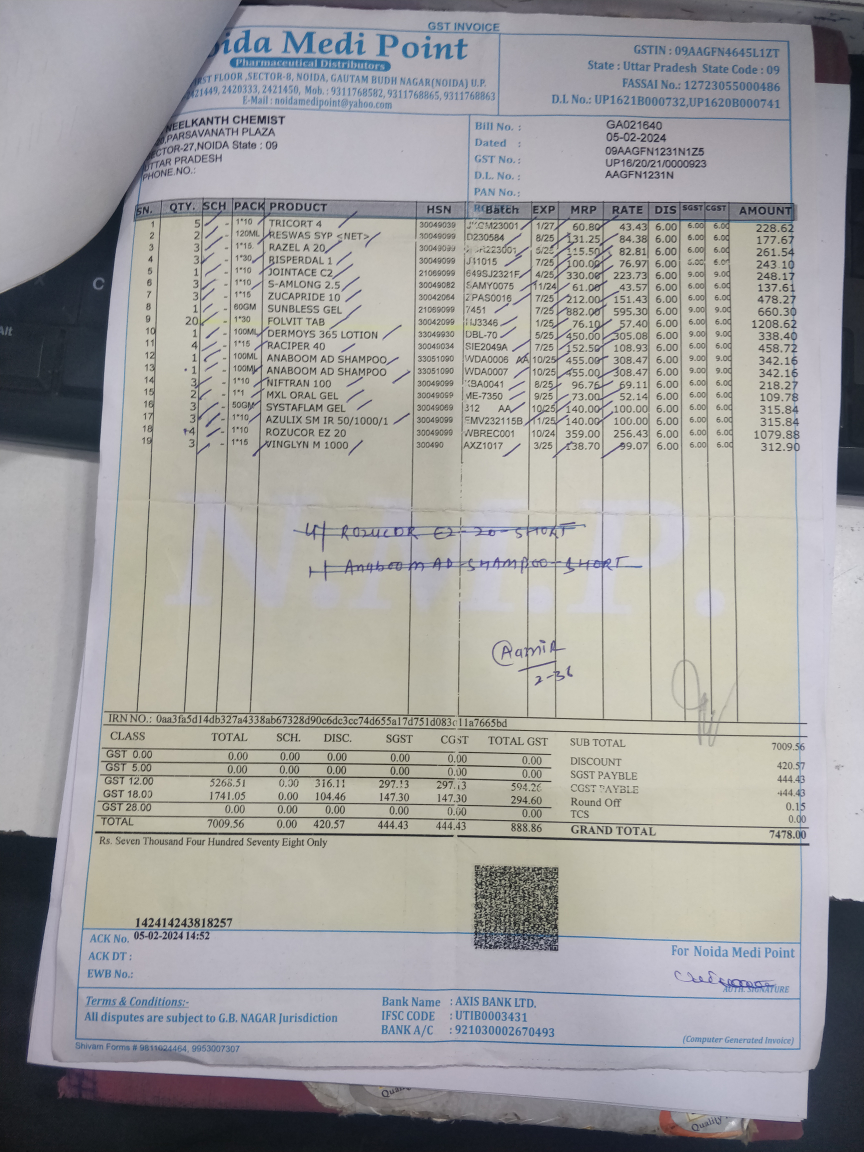 GST INVOICE
ida Medi Point
Pharmaceutical Distributors
FLOOR ,SECTOR-8, NOIDA, GAUTAM BUDH NAGAR(NOIDA) U.P.
2420333, 2421450, Mob. : 9311768582, 9311768865, 9311768863
E-Mail : noidamedipoint@yahoo.com
GSTIN : 09AAGFN4645L1ZT
State : Uttar Pradesh State Code : 09
FASSAI No.: 12723055000486
D.L No.: UP1621B000732,UP1620B000741
NEELKANTH CHEMIST
PARSAVANATH PLAZA
SECTOR-27,NOIDA State : 09
UTTAR PRADESH
PHONE.NO.:
Bill No. : GA021640
Dated : 05-02-2024
GST No.: 09AAGFN1231N1Z5
D.L. No. : UP16/20/21/0000923
PAN No.: AAGFN1231N
SN. QTY. SCH PACK PRODUCT HSN Batch EXP MRP RATE DIS SGST CGST AMOUNT
1 5 - 1*10 TRICORT 4 30049039 1/27 60.80 43.43 6.00 6.00 6.00 228.62
2 2 - 120ML RESWAS SYP <NET> 30049099 D230584 8/25 131.25 84.38 6.00 6.00 6.00 177.67
3 3 - 1*15 RAZEL A 20 30049099 5/25 115.50 82.81 6.00 6.00 6.00 261.54
4 3 - 1*30 RISPERDAL 1 30049099 J11015 7/25 100.00 76.97 6.00 6.00 6.00 243.10
5 1 - 1*10 JOINTACE C2 21069099 649SJ2321F 4/25 330.00 223.73 6.00 9.00 9.00 248.17
6 3 - 1*10 S-AMLONG 2.5 30049082 SAMY0075 11/24 61.00 43.57 6.00 6.00 6.00 137.61
7 3 - 1*15 ZUCAPRIDE 10 30042064 2PAS0016 7/25 212.00 151.43 6.00 6.00 6.00 478.27
8 1 - 60GM SUNBLESS GEL 21069099 7451 7/25 882.00 595.30 6.00 9.00 9.00 660.30
9 20 - 1*30 FOLVIT TAB 30042099 HJ3346 1/25 76.10 57.40 6.00 6.00 6.00 1208.62
10 1 - 100ML DERMOYS 365 LOTION 30049930 DBL-70 5/25 450.00 305.08 6.00 9.00 9.00 338.40
11 4 - 1*15 RACIPER 40 30049034 SIE2049A 7/25 152.50 108.93 6.00 6.00 6.00 458.72
12 1 - 100ML ANABOOM AD SHAMPOO 33051090 WDA0006 AA 10/25 455.00 308.47 6.00 9.00 9.00 342.16
13 1 - 100ML ANABOOM AD SHAMPOO 33051090 WDA0007 10/25 455.00 308.47 6.00 9.00 9.00 342.16
14 3 - 1*10 NIFTRAN 100 30049099 KBA0041 8/25 96.76 69.11 6.00 6.00 6.00 218.27
15 2 - 1*1 MXL ORAL GEL 30049059 ME-7350 9/25 73.00 52.14 6.00 6.00 6.00 109.78
16 3 - 50GM SYSTAFLAM GEL 30049069 312 AA 10/25 140.00 100.00 6.00 6.00 6.00 315.84
17 3 - 1*10 AZULIX SM IR 50/1000/1 30049099 EMV232115B 11/25 140.00 100.00 6.00 6.00 6.00 315.84
18 4 - 1*10 ROZUCOR EZ 20 30049099 WBREC001 10/24 359.00 256.43 6.00 6.00 6.00 1079.88
19 3 - 1*15 VINGLYN M 1000 300490 AXZ1017 3/25 138.70 99.07 6.00 6.00 6.00 312.90
N.M.P.
4/ ROZUCOR EZ-20-SHORT
1/ Anaboom AD SHAMPOO-SHORT
@Aamir
2-36
IRN NO.: 0aa3fa5d14db327a4338ab67328d90c6dc3cc74d655a17d751d083c11a7665bd
CLASS TOTAL SCH. DISC. SGST CGST TOTAL GST
GST 0.00 0.00 0.00 0.00 0.00 0.00 0.00
GST 5.00 0.00 0.00 0.00 0.00 0.00 0.00
GST 12.00 5268.51 0.00 316.11 297.13 297.13 594.26
GST 18.00 1741.05 0.00 104.46 147.30 147.30 294.60
GST 28.00 0.00 0.00 0.00 0.00 0.00 0.00
TOTAL 7009.56 0.00 420.57 444.43 444.43 888.86
SUB TOTAL 7009.56
DISCOUNT 420.57
SGST PAYBLE 444.43
CGST PAYBLE 444.43
Round Off 0.15
TCS 0.00
GRAND TOTAL 7478.00
Rs. Seven Thousand Four Hundred Seventy Eight Only
142414243818257
ACK No. 05-02-2024 14:52
ACK DT :
EWB No.:
For Noida Medi Point
AUTH. SIGNATURE
Terms & Conditions:-
All disputes are subject to G.B. NAGAR Jurisdiction
Bank Name : AXIS BANK LTD.
IFSC CODE : UTIB0003431
BANK A/C : 921030002670493
(Computer Generated Invoice)
Shivam Forms # 9811024464, 9953007307
Quality
Alt
C